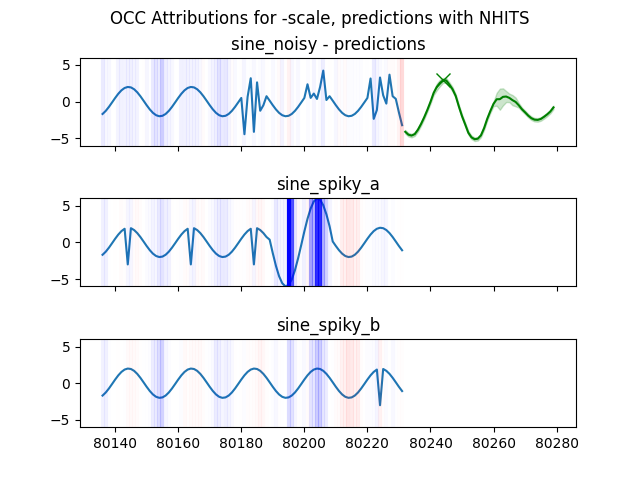 OCC Attributions for -scale, predictions with NHITS
sine_noisy - predictions
5
0
−5
sine_spiky_a
5
0
−5
sine_spiky_b
5
0
−5
80140 80160 80180 80200 80220 80240 80260 80280